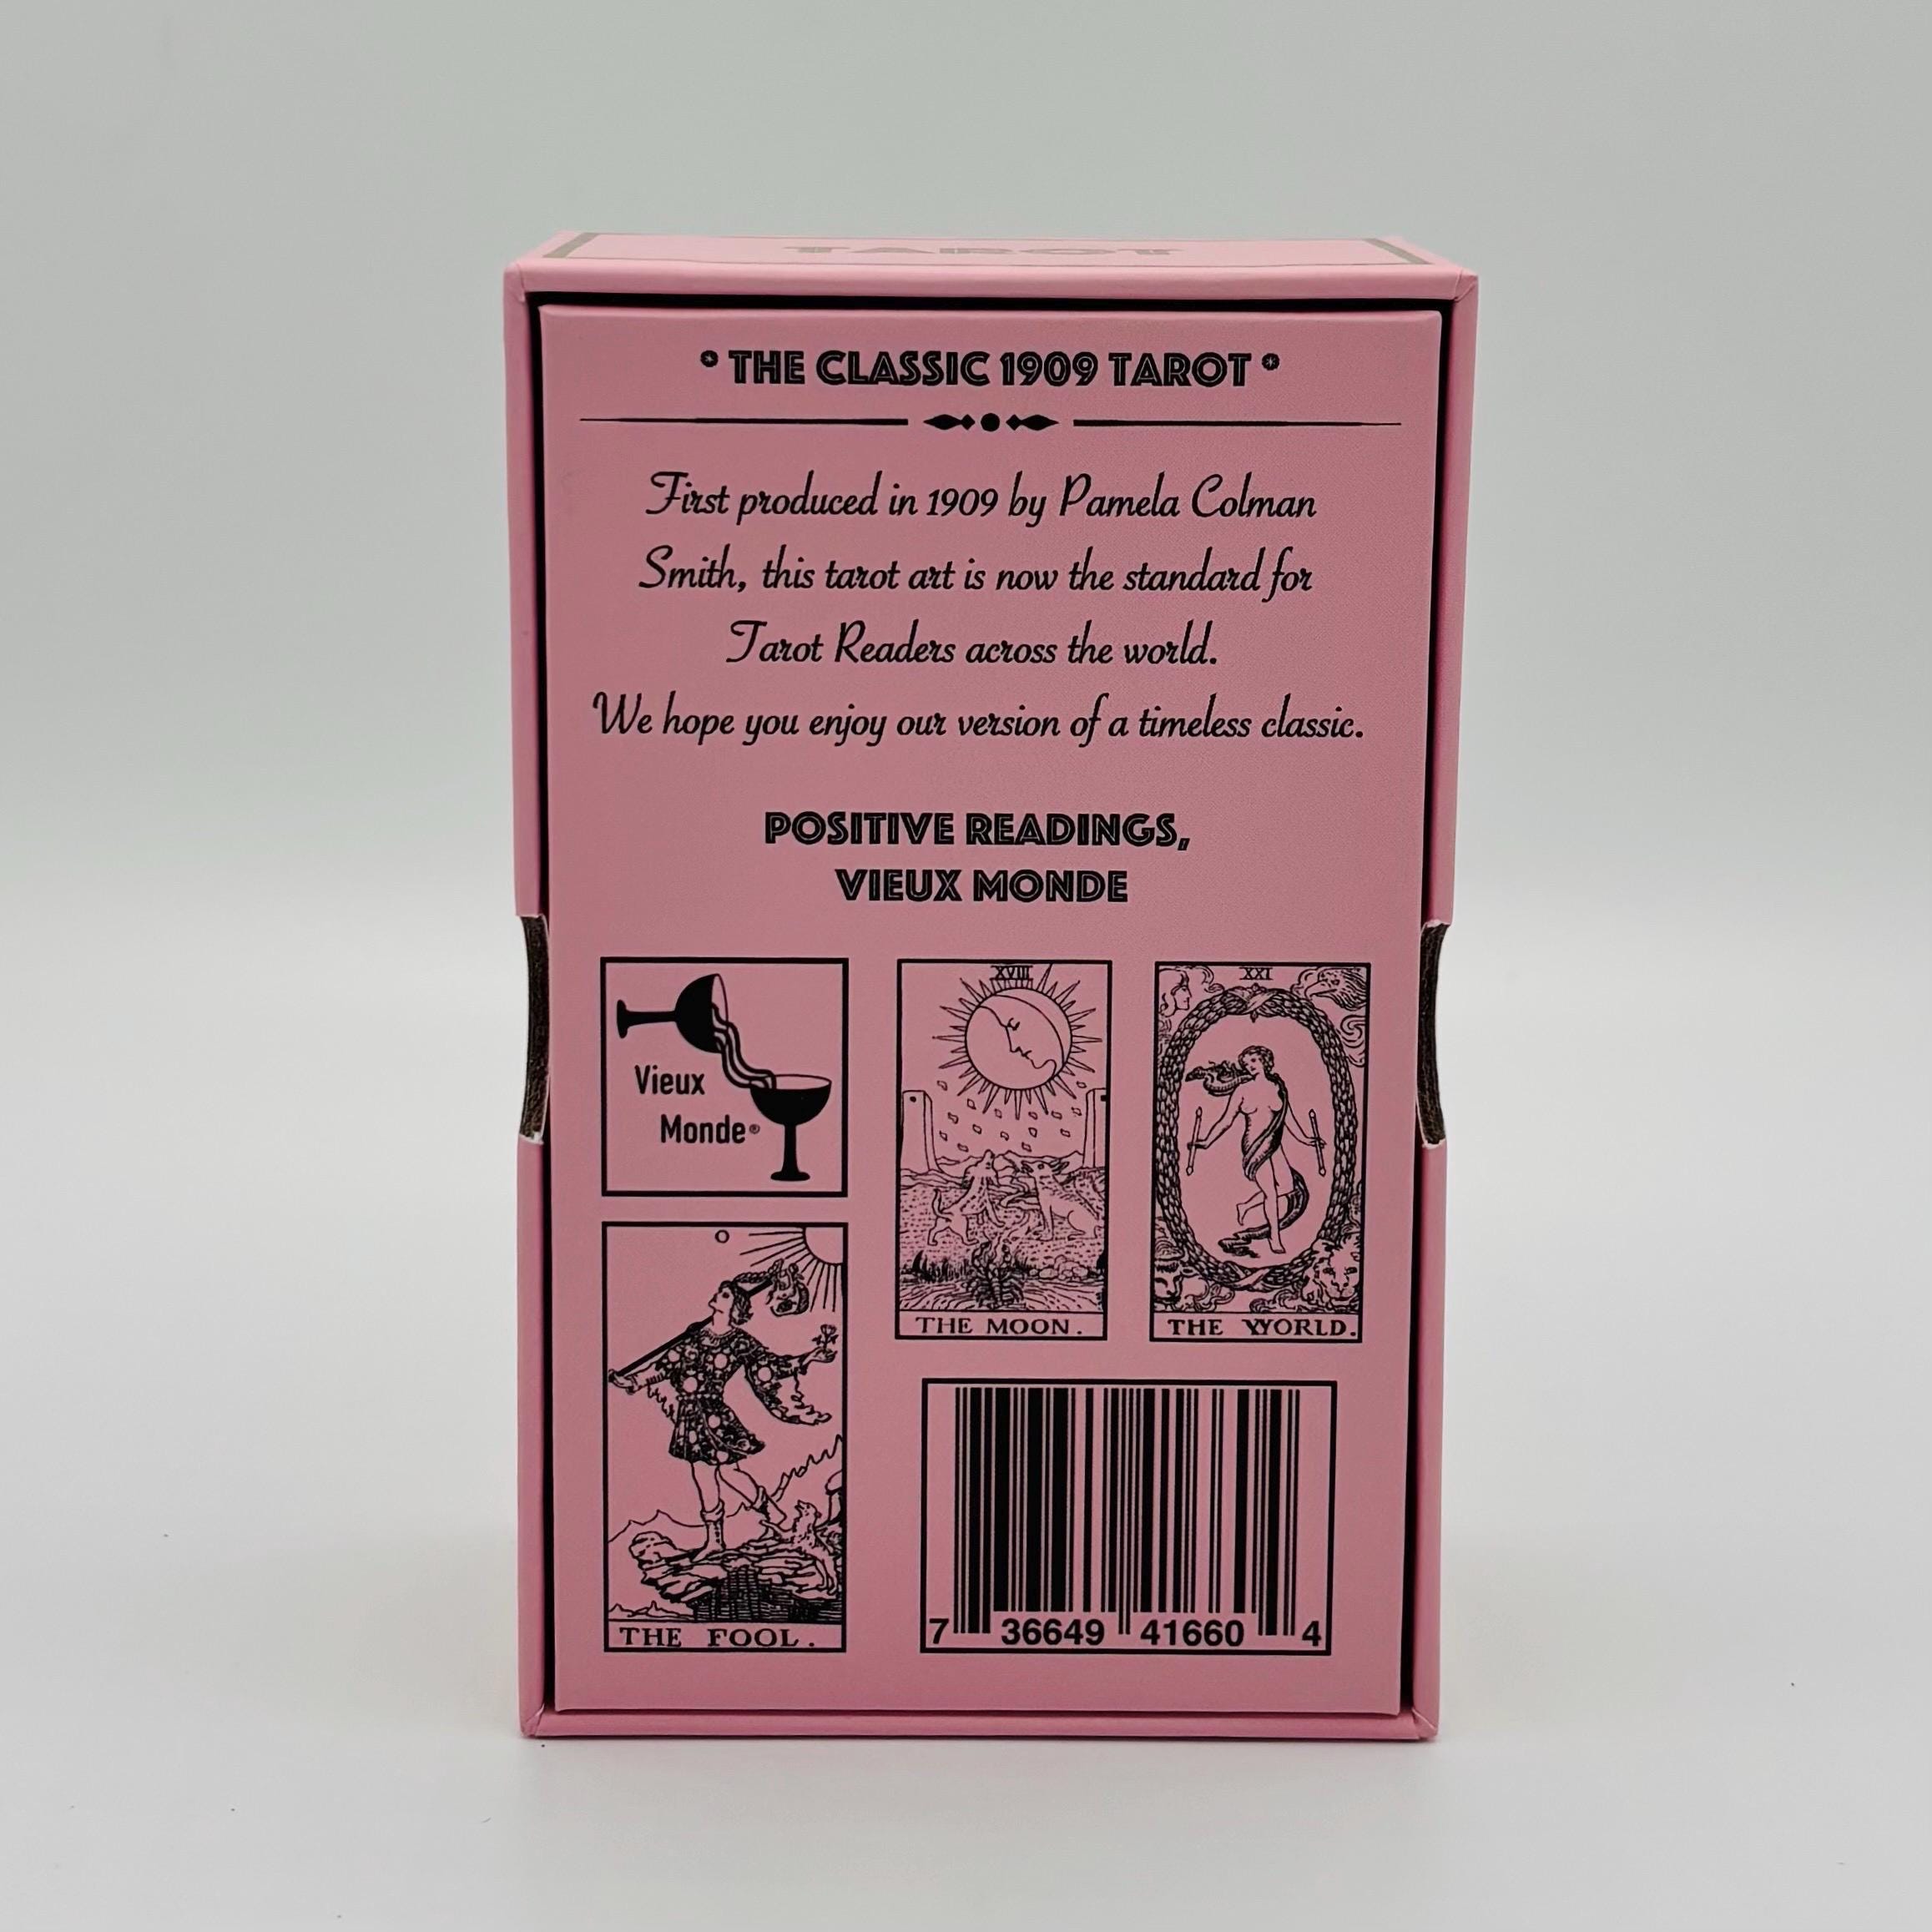 TAROT
* THE CLASSIC 1909 TAROT *
First produced in 1909 by Pamela Colman
Smith, this tarot art is now the standard for
Tarot Readers across the world.
We hope you enjoy our version of a timeless classic.
POSITIVE READINGS,
VIEUX MONDE
Vieux
Monde®
XVIII
THE MOON.
XXI
THE WORLD.
0
THE FOOL.
7 36649 41660 4